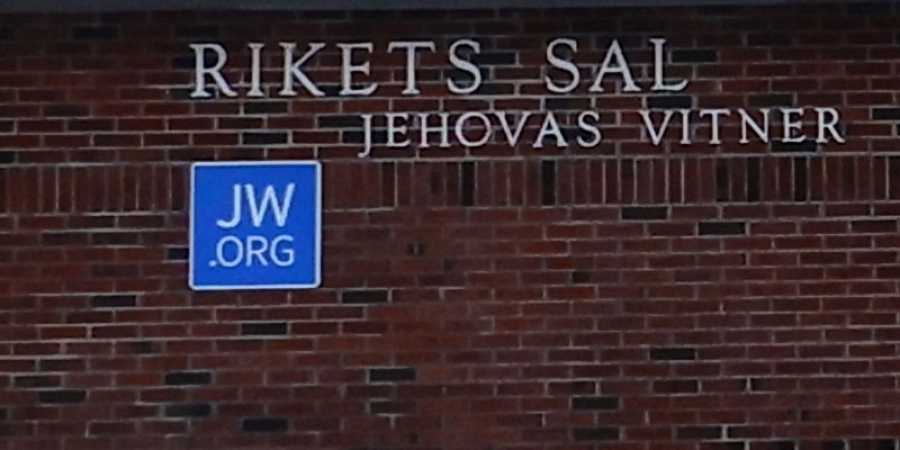 RIKETS SAL
JEHOVAS VITNER
JW
.ORG